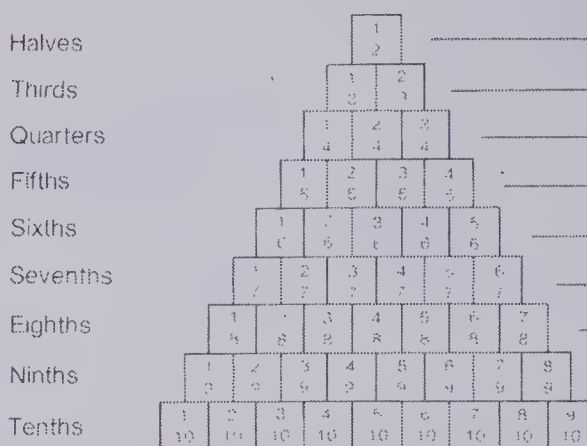 Halves
1
2
Thirds
1 2
3 3
Quarters
1 2 3
4 4 4
Fifths
1 2 3 4
5 5 5 5
Sixths
1 2 3 4 5
6 6 6 6 6
Sevenths
1 2 3 4 5 6
7 7 7 7 7 7
Eighths
1 2 3 4 5 6 7
8 8 8 8 8 8 8
Ninths
1 2 3 4 5 6 7 8
9 9 9 9 9 9 9 9
Tenths
1 2 3 4 5 6 7 8 9
10 10 10 10 10 10 10 10 10